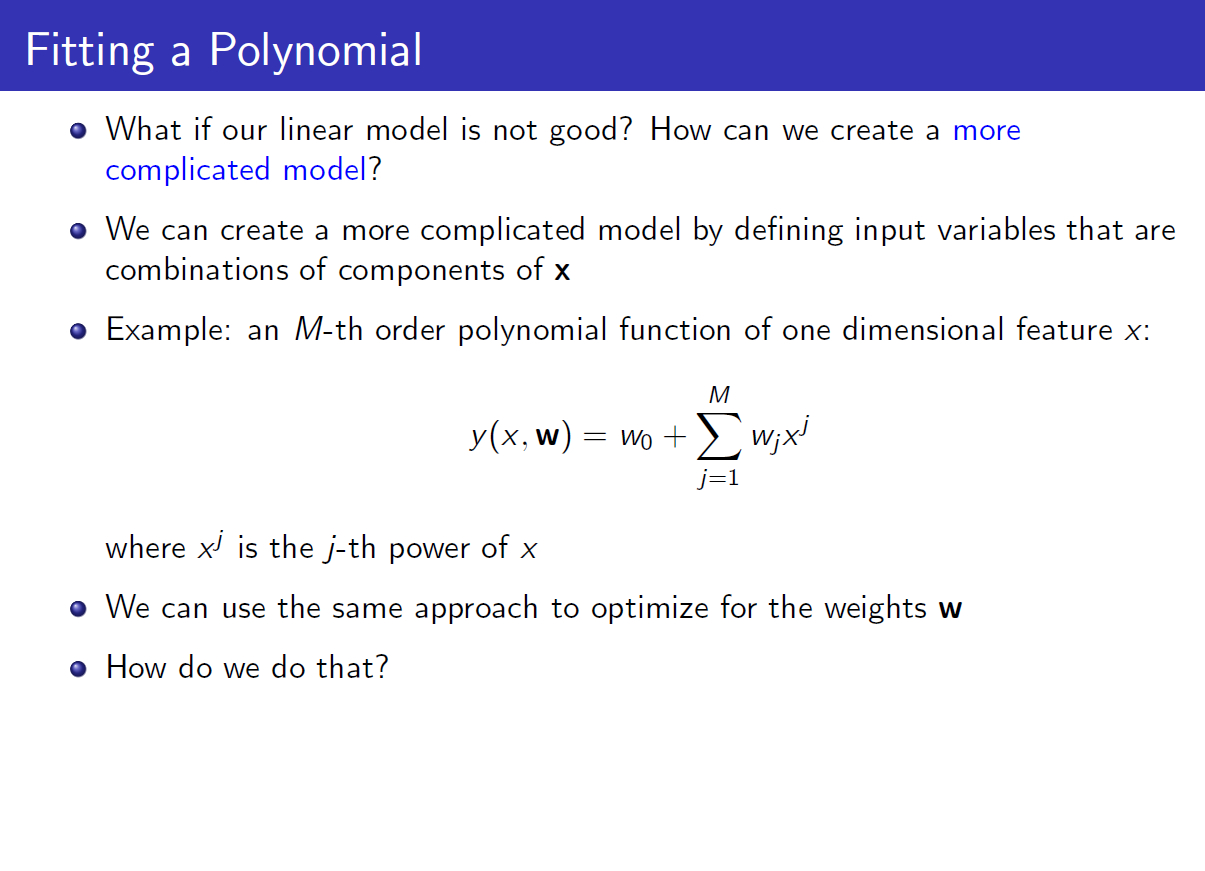 Fitting a Polynomial
What if our linear model is not good? How can we create a more
complicated model?
We can create a more complicated model by defining input variables that are
combinations of components of x
Example: an M-th order polynomial function of one dimensional feature x:
y(x, w) = w₀ + ∑_{j=1}^{M} wⱼxʲ
where xʲ is the j-th power of x
We can use the same approach to optimize for the weights w
How do we do that?